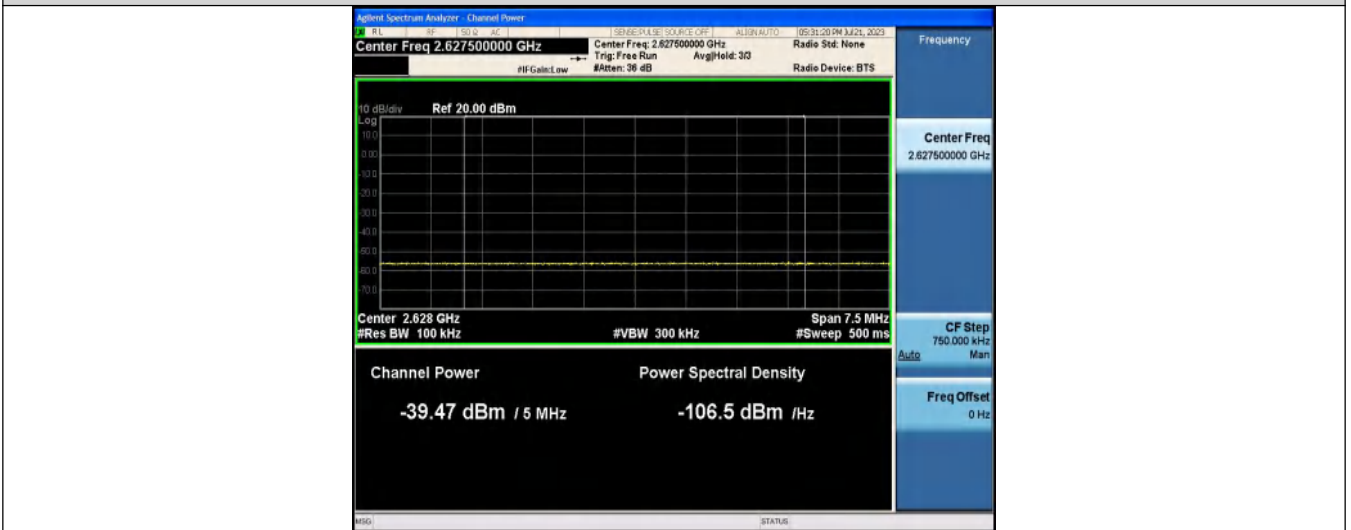 Agilent Spectrum Analyzer - Channel Power
RL RF 50 Ω AC SENSE:PULSE SOURCE OFF ALIGN AUTO 05:31:20 PM Jul 21, 2023
Center Freq 2.627500000 GHz
Center Freq: 2.627500000 GHz
Radio Std: None
Trig: Free Run Avg|Hold: 3/3
#IFGain:Low #Atten: 36 dB Radio Device: BTS
10 dB/div Ref 20.00 dBm
Log
10.0
0.00
-10.0
-20.0
-30.0
-40.0
-50.0
-60.0
-70.0
Center 2.628 GHz Span 7.5 MHz
#Res BW 100 kHz #VBW 300 kHz #Sweep 500 ms
Channel Power Power Spectral Density
-39.47 dBm / 5 MHz -106.5 dBm /Hz
MSG STATUS
Frequency
Center Freq
2.627500000 GHz
CF Step
750.000 kHz
Auto Man
Freq Offset
0 Hz